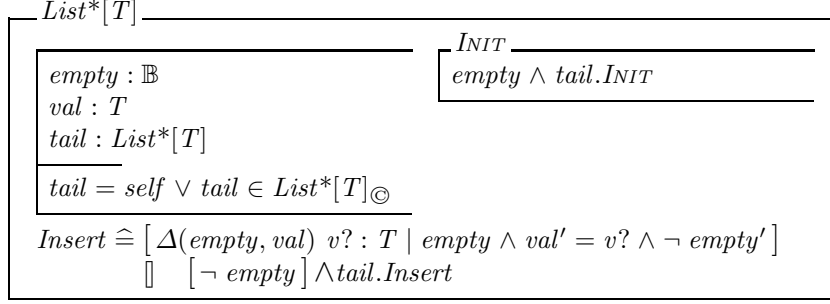 List*[T]
empty : 𝔹
val : T
tail : List*[T]
tail = self ∨ tail ∈ List*[T]©
INIT
empty ∧ tail.INIT
Insert ≙ [ Δ(empty, val) v? : T | empty ∧ val′ = v? ∧ ¬ empty′ ]
▯ [ ¬ empty ] ∧ tail.Insert